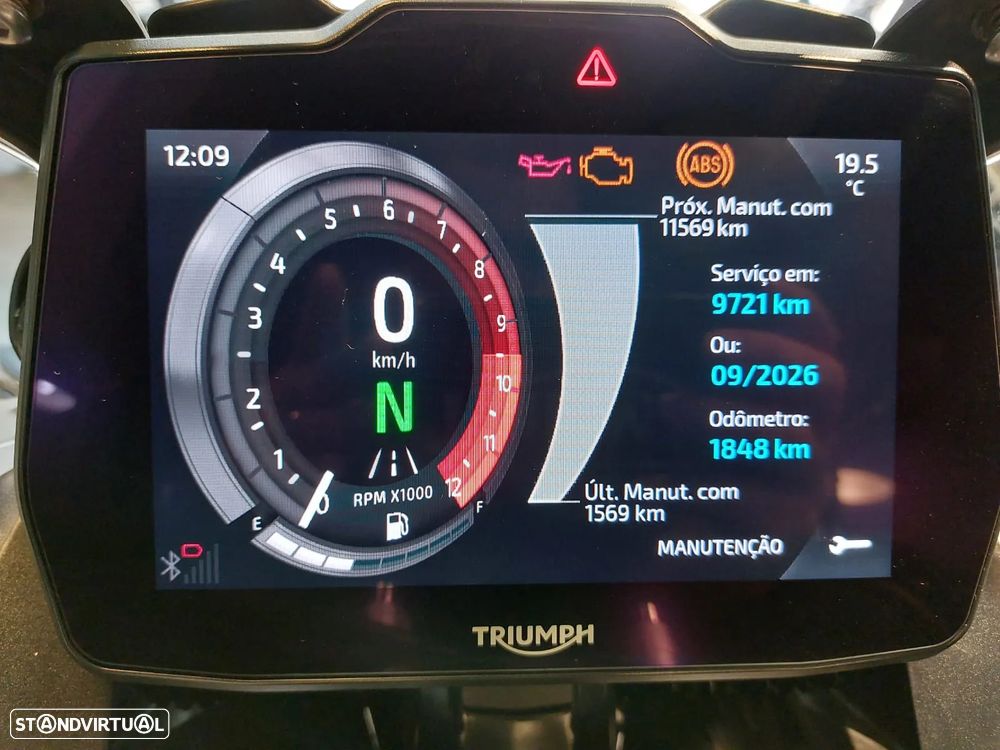 12:09
ABS
19.5
°C
Próx. Manut. com
11569 km
5 6 7
4 8
3 9
2 10
1 11
0 12
0
km/h
N
RPM X1000
E F
Serviço em:
9721 km
Ou:
09/2026
Odômetro:
1848 km
Últ. Manut. com
1569 km
MANUTENÇÃO
TRIUMPH
STANDVIRTUAL